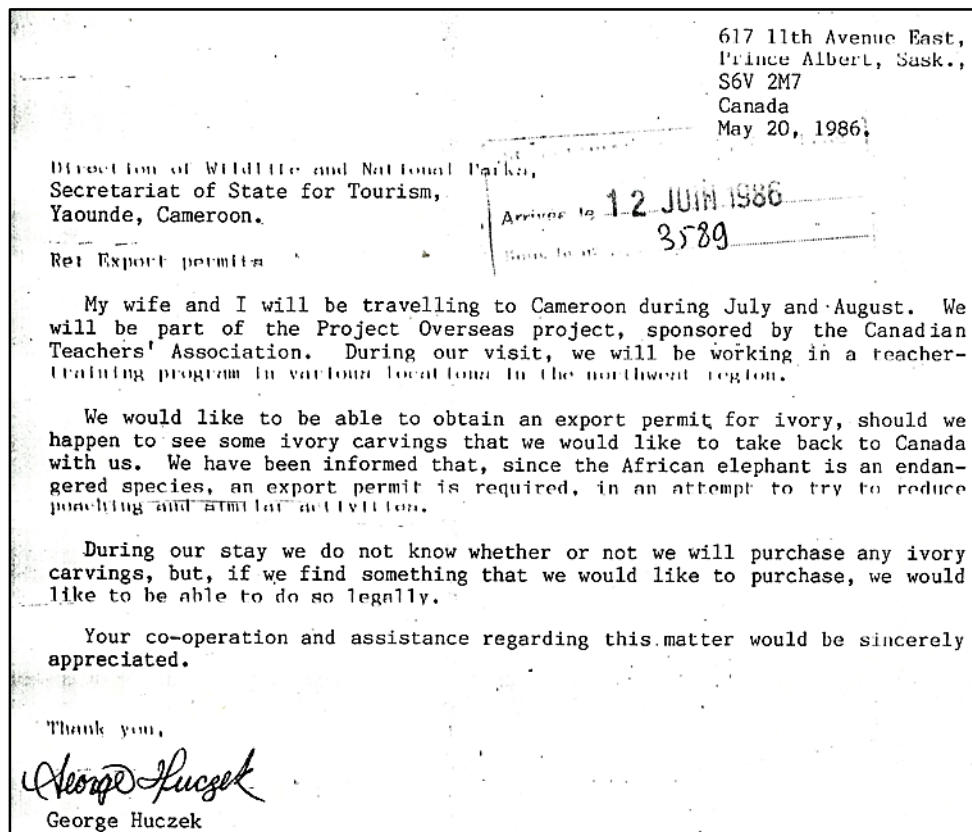 617 11th Avenue East,
Prince Albert, Sask.,
S6V 2M7
Canada
May 20, 1986.
Direction of Wildlife and National Parks,
Secretariat of State for Tourism,
Yaounde, Cameroon.
Arrivee le 12 JUIN 1986
3589
Re: Export permits
My wife and I will be travelling to Cameroon during July and August. We
will be part of the Project Overseas project, sponsored by the Canadian
Teachers' Association. During our visit, we will be working in a teacher-
training program in various locations in the northwest region.
We would like to be able to obtain an export permit for ivory, should we
happen to see some ivory carvings that we would like to take back to Canada
with us. We have been informed that, since the African elephant is an endan-
gered species, an export permit is required, in an attempt to try to reduce
poaching and similar activities.
During our stay we do not know whether or not we will purchase any ivory
carvings, but, if we find something that we would like to purchase, we would
like to be able to do so legally.
Your co-operation and assistance regarding this matter would be sincerely
appreciated.
Thank you,
George Huczek
George Huczek